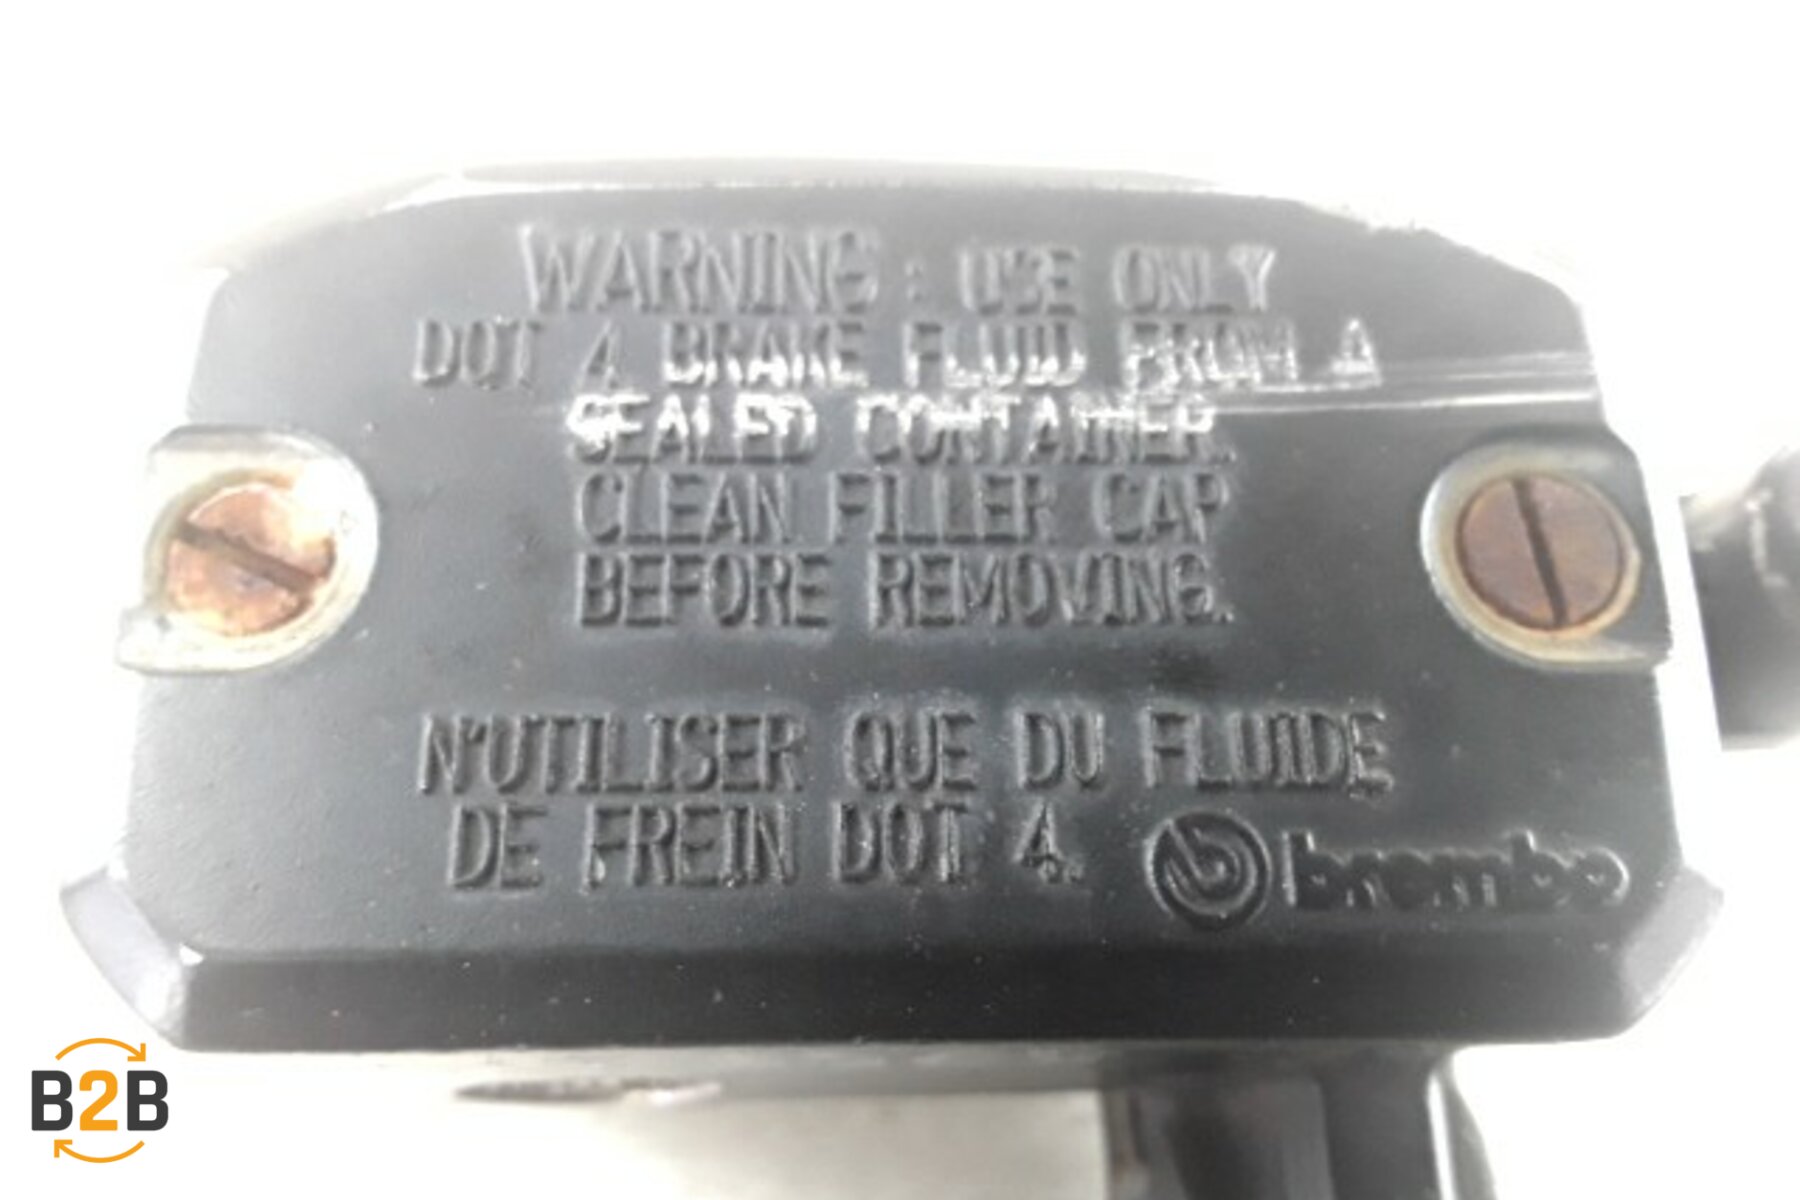 WARNING : USE ONLY
DOT 4 BRAKE FLUID FROM A
SEALED CONTAINER.
CLEAN FILLER CAP
BEFORE REMOVING.
N'UTILISER QUE DU FLUIDE
DE FREIN DOT 4.
brembo
B2B